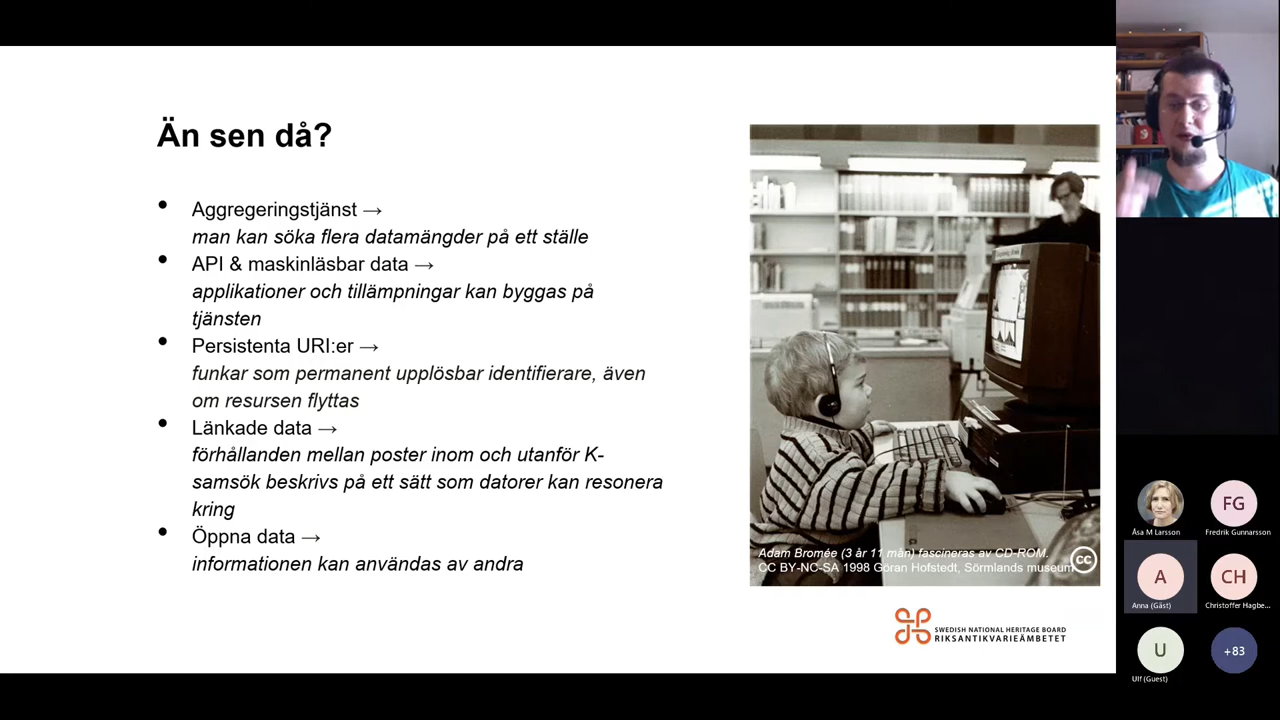 Än sen då?
• Aggregeringstjänst →
man kan söka flera datamängder på ett ställe
• API & maskinläsbar data →
applikationer och tillämpningar kan byggas på
tjänsten
• Persistenta URI:er →
funkar som permanent upplösbar identifierare, även
om resursen flyttas
• Länkade data →
förhållanden mellan poster inom och utanför K-
samsök beskrivs på ett sätt som datorer kan resonera
kring
• Öppna data →
informationen kan användas av andra
Adam Bromée (3 år 11 mån) fascineras av CD-ROM.
CC BY-NC-SA 1998 Göran Hofstedt, Sörmlands museum
cc
SWEDISH NATIONAL HERITAGE BOARD
RIKSANTIKVARIEÄMBETET
FG
Åsa M Larsson
Fredrik Gunnarsson
A
CH
Anna (Gäst)
Christoffer Hagbe...
U
+83
Ulf (Guest)